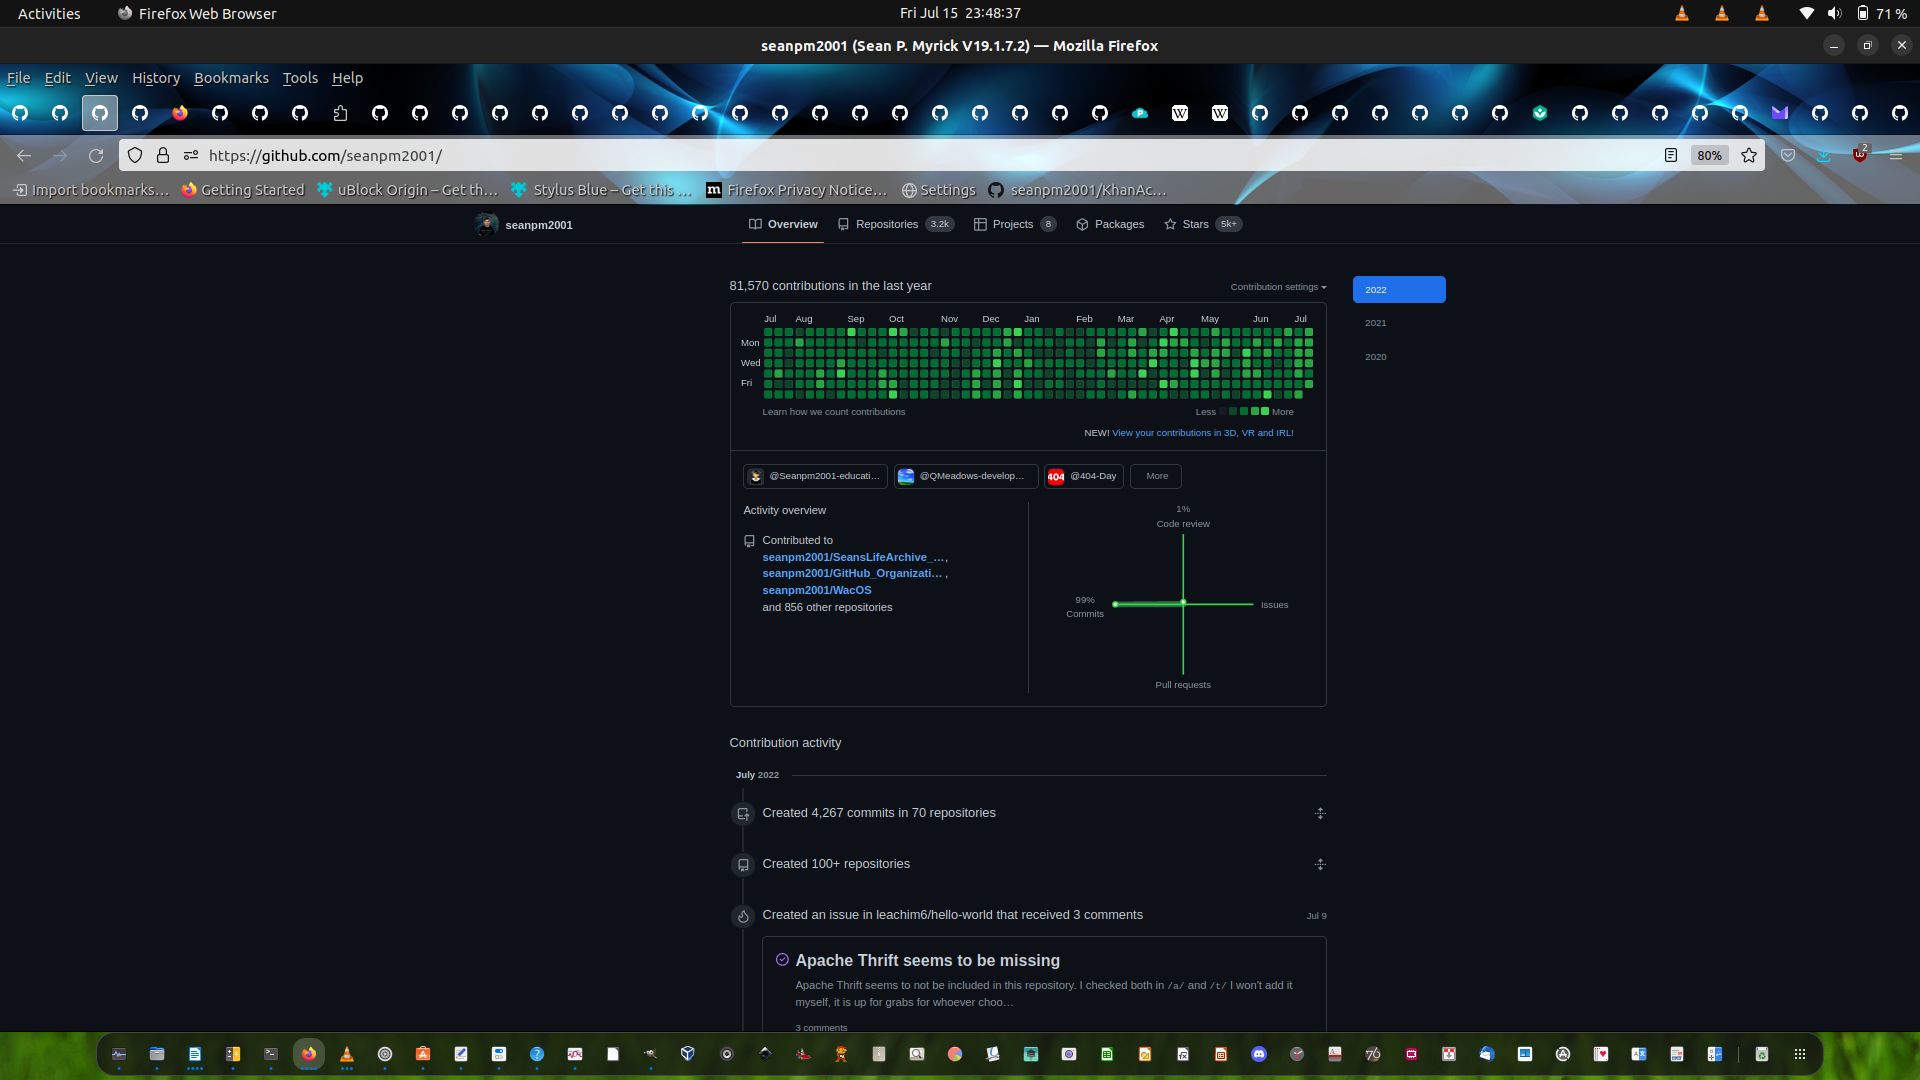 Activities
Firefox Web Browser
Fri Jul 15 23:48:37
71 %
seanpm2001 (Sean P. Myrick V19.1.7.2) — Mozilla Firefox
File Edit View History Bookmarks Tools Help
https://github.com/seanpm2001/
80%
2
Import bookmarks...
Getting Started
uBlock Origin – Get th...
Stylus Blue – Get this ...
Firefox Privacy Notice...
Settings
seanpm2001/KhanAc...
seanpm2001
Overview
Repositories 3.2k
Projects 8
Packages
Stars 5k+
81,570 contributions in the last year
Contribution settings
2022
2021
2020
Jul Aug Sep Oct Nov Dec Jan Feb Mar Apr May Jun Jul
Mon
Wed
Fri
Learn how we count contributions
Less More
NEW! View your contributions in 3D, VR and IRL!
@Seanpm2001-educati...
@QMeadows-develop...
404 @404-Day
More
Activity overview
Contributed to
seanpm2001/SeansLifeArchive_...,
seanpm2001/GitHub_Organizati... ,
seanpm2001/WacOS
and 856 other repositories
1%
Code review
99%
Commits
Issues
Pull requests
Contribution activity
July 2022
Created 4,267 commits in 70 repositories
Created 100+ repositories
Created an issue in leachim6/hello-world that received 3 comments
Jul 9
Apache Thrift seems to be missing
Apache Thrift seems to not be included in this repository. I checked both in /a/ and /t/ I won't add it
myself, it is up for grabs for whoever choo...
3 comments